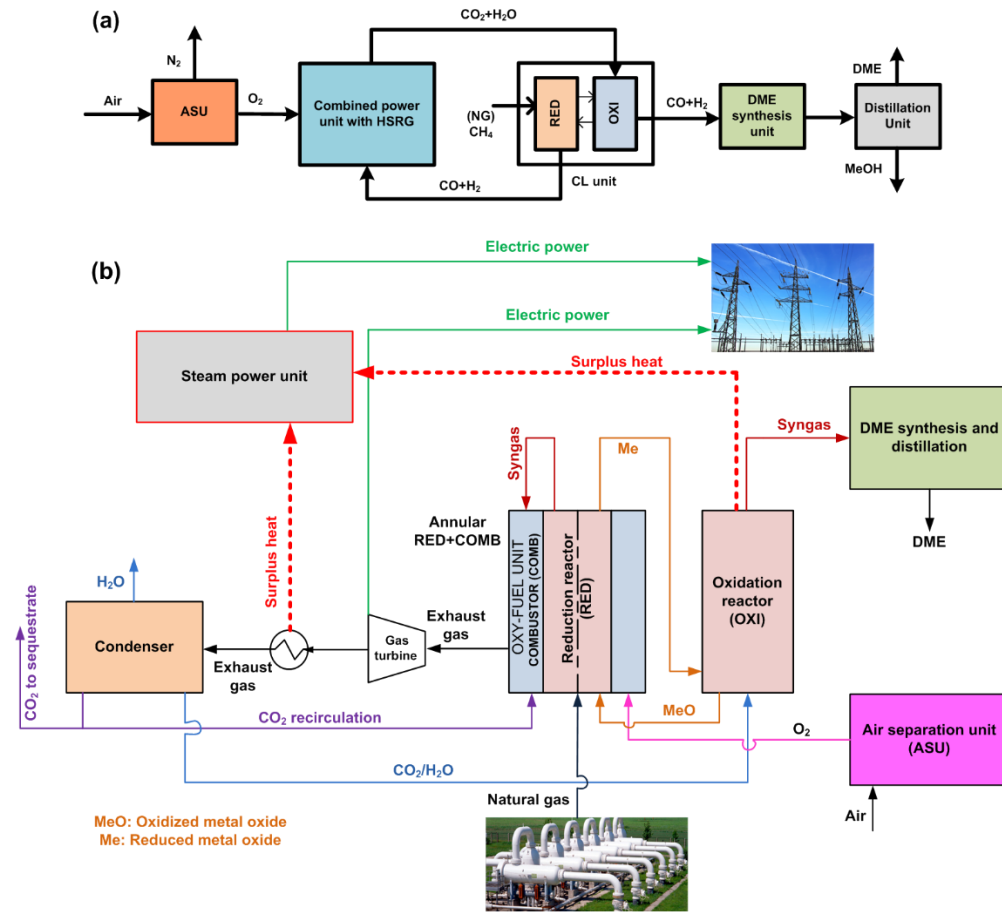 (a)
CO₂+H₂O
N₂
Air
ASU
O₂
Combined power
unit with HSRG
(NG)
CH₄
RED
OXI
CL unit
CO+H₂
CO+H₂
DME
synthesis
unit
DME
Distillation
Unit
MeOH
(b)
Electric power
Electric power
Steam power unit
Surplus heat
Surplus heat
Syngas
Me
Syngas
DME synthesis and
distillation
DME
Annular
RED+COMB
OXY-FUEL UNIT
COMBUSTOR (COMB)
Reduction reactor
(RED)
Oxidation
reactor
(OXI)
H₂O
Condenser
Exhaust
gas
Gas
turbine
Exhaust
gas
CO₂ to sequestrate
CO₂ recirculation
MeO
O₂
Air separation unit
(ASU)
CO₂/H₂O
Natural gas
Air
MeO: Oxidized metal oxide
Me: Reduced metal oxide